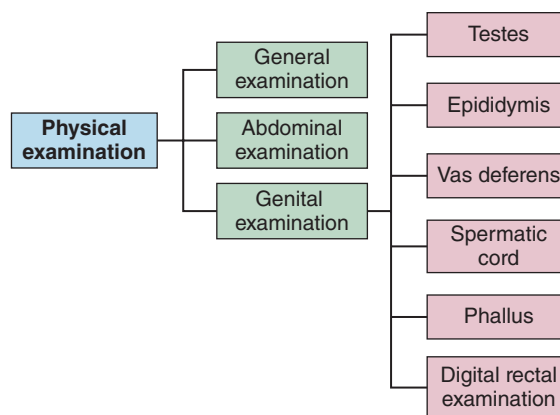 Physical
examination
General
examination
Abdominal
examination
Genital
examination
Testes
Epididymis
Vas deferens
Spermatic
cord
Phallus
Digital rectal
examination